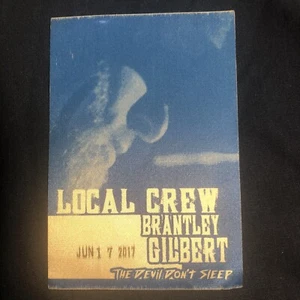 LOCAL CREW
BRANTLEY
GILBERT
JUN 1 7 2017
THE DEVIL DON'T SLEEP